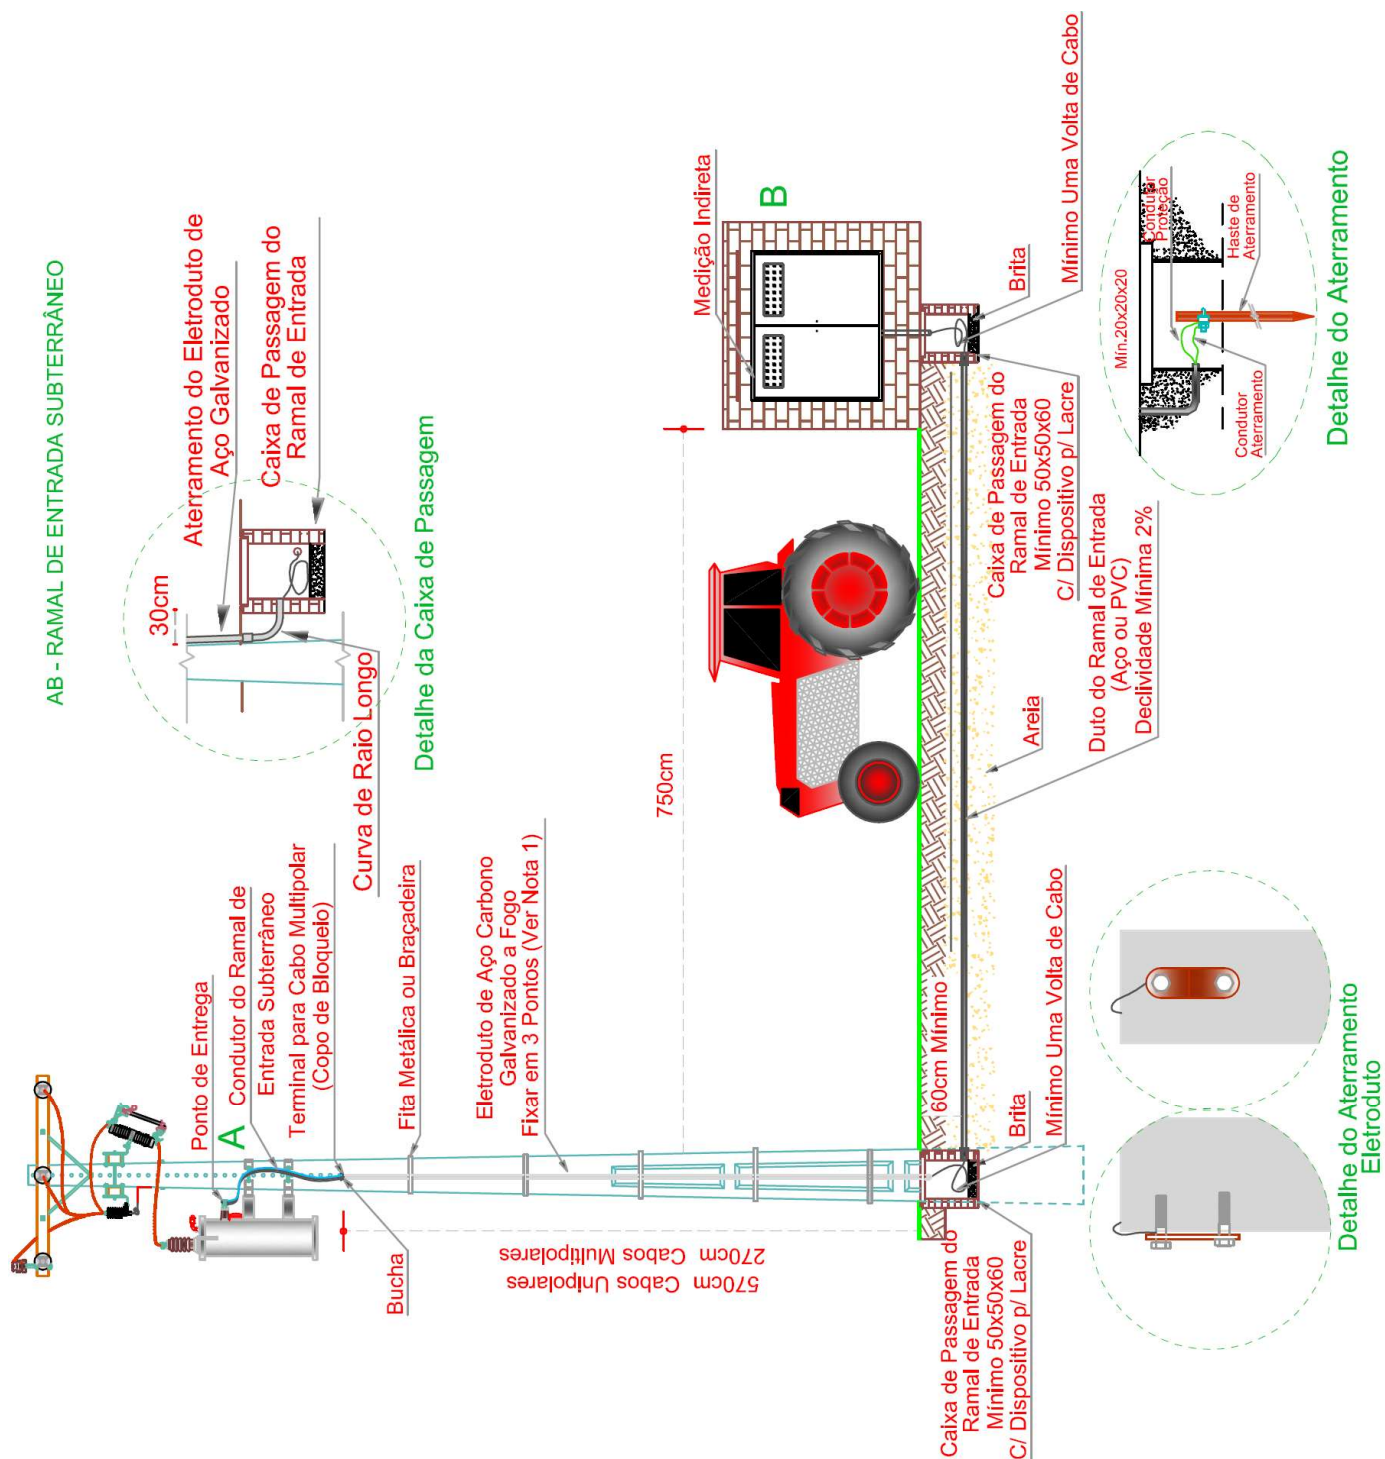 AB - RAMAL DE ENTRADA SUBTERRÂNEO
Aterramento do Eletroduto de
Aço Galvanizado
Caixa de Passagem do
Ramal de Entrada
30cm
Curva de Raio Longo
Detalhe da Caixa de Passagem
Ponto de Entrega
A
Condutor do Ramal de
Entrada Subterrâneo
Terminal para Cabo Multipolar
(Copo de Bloqueio)
Bucha
Fita Metálica ou Braçadeira
Eletroduto de Aço Carbono
Galvanizado a Fogo
Fixar em 3 Pontos (Ver Nota 1)
570cm Cabos Unipolares
270cm Cabos Multipolares
750cm
Medição Indireta
B
60cm Mínimo
Brita
Mínimo Uma Volta de Cabo
Caixa de Passagem do
Ramal de Entrada
Mínimo 50x50x60
C/ Dispositivo p/ Lacre
Areia
Duto do Ramal de Entrada
(Aço ou PVC)
Declividade Mínima 2%
Caixa de Passagem do
Ramal de Entrada
Mínimo 50x50x60
C/ Dispositivo p/ Lacre
Brita
Mínimo Uma Volta de Cabo
Detalhe do Aterramento
Eletroduto
Mín.20x20x20
Condutor
Proteção
Haste de
Aterramento
Condutor
Aterramento
Detalhe do Aterramento